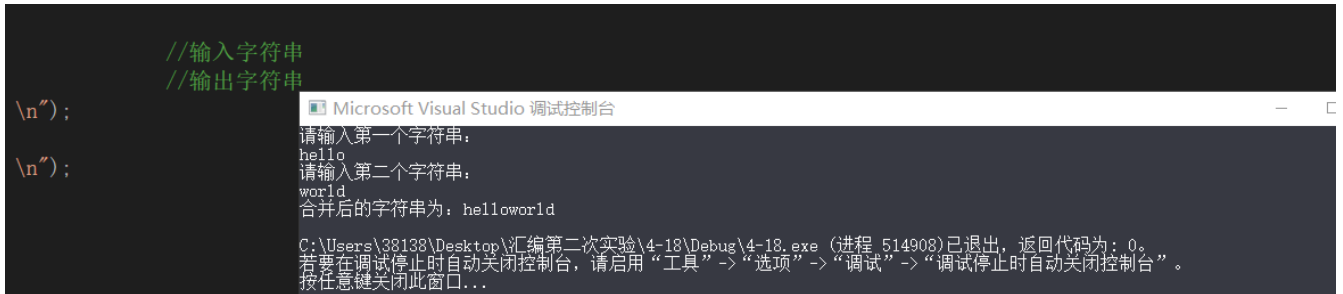 //输入字符串
//输出字符串
\n");
Microsoft Visual Studio 调试控制台
请输入第一个字符串:
hello
\n");
请输入第二个字符串:
world
合并后的字符串为: helloworld
C:\Users\38138\Desktop\汇编第二次实验\4-18\Debug\4-18.exe (进程 514908)已退出，返回代码为: 0。
若要在调试停止时自动关闭控制台，请启用“工具”->“选项”->“调试”->“调试停止时自动关闭控制台”。
按任意键关闭此窗口...